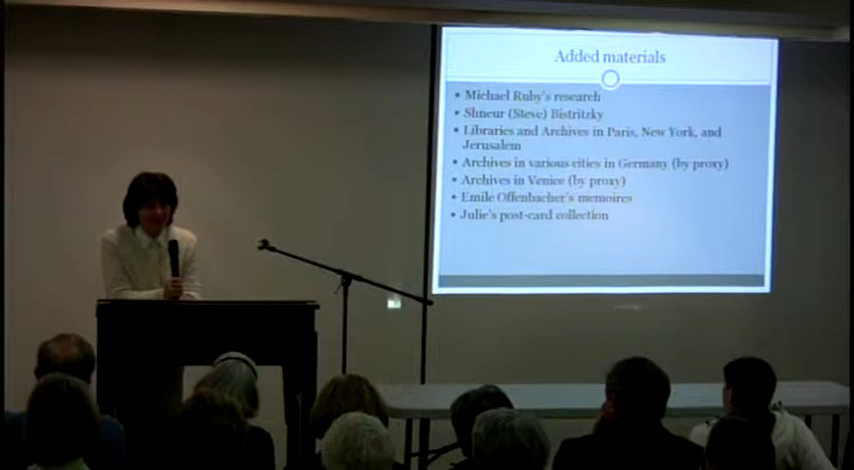 Added materials
• Michael Ruby's research
• Shneur (Steve) Bistritzky
• Libraries and Archives in Paris, New York, and
Jerusalem
• Archives in various cities in Germany (by proxy)
• Archives in Venice (by proxy)
• Emile Offenbacher's memoires
• Julie's post-card collection